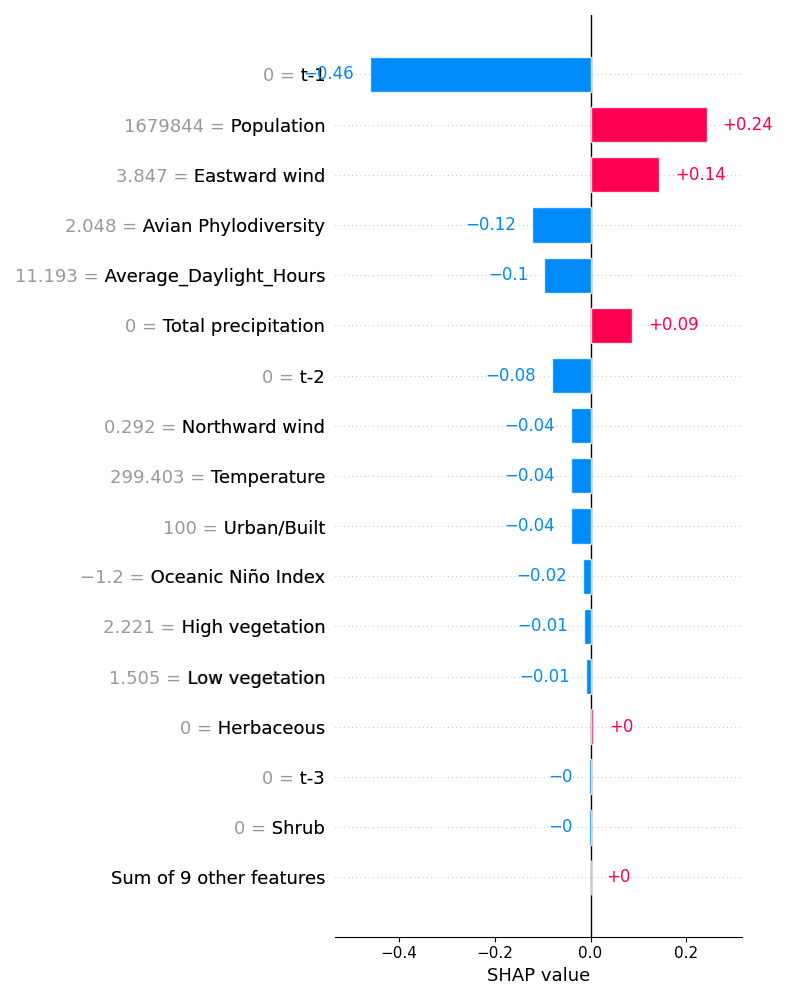 0 = t-1 −0.46
1679844 = Population +0.24
3.847 = Eastward wind +0.14
2.048 = Avian Phylodiversity −0.12
11.193 = Average_Daylight_Hours −0.1
0 = Total precipitation +0.09
0 = t-2 −0.08
0.292 = Northward wind −0.04
299.403 = Temperature −0.04
100 = Urban/Built −0.04
−1.2 = Oceanic Niño Index −0.02
2.221 = High vegetation −0.01
1.505 = Low vegetation −0.01
0 = Herbaceous +0
0 = t-3 −0
0 = Shrub −0
Sum of 9 other features +0
−0.4 −0.2 0.0 0.2
SHAP value